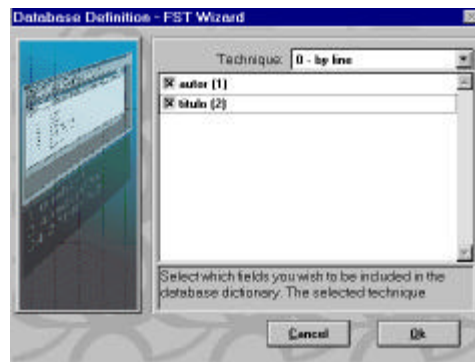 Database Definition - FST Wizard
Technique: 0 - by line
autor (1)
título (2)
Select which fields you wish to be included in the
database dictionary. The selected technique
Cancel
Ok